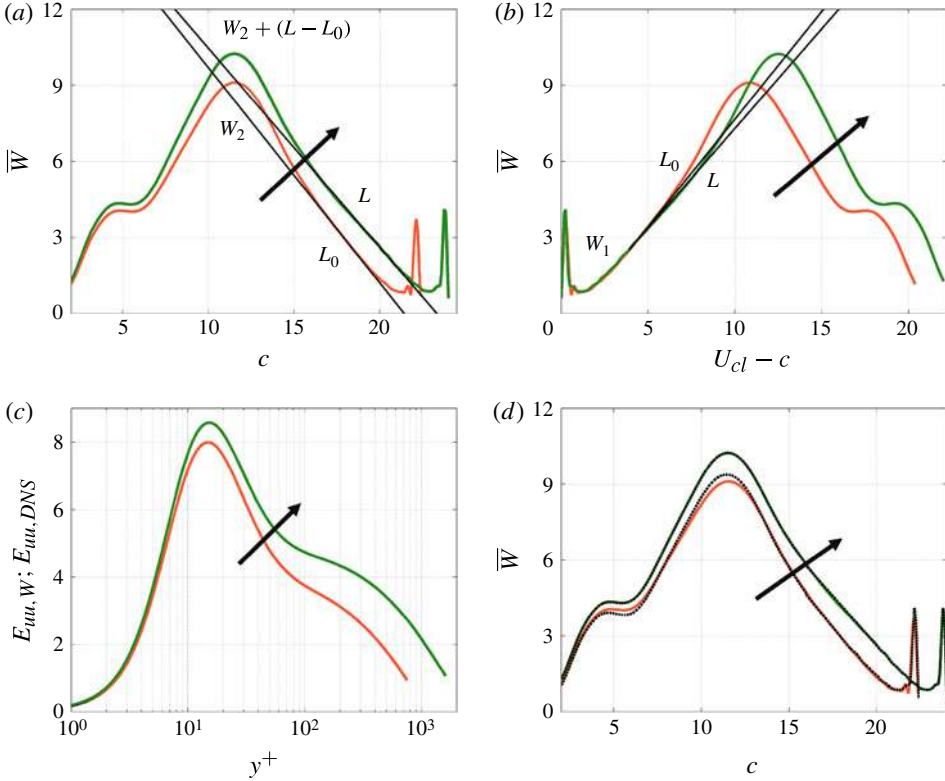 (a)
12
9
6
3
0
W̅
W₂ + (L − L₀)
W₂
L
L₀
5
10
15
20
c
(b)
12
9
6
3
0
W̅
L₀
L
W₁
5
10
15
20
U_cl − c
(c)
8
6
4
2
0
E_uu,W; E_uu,DNS
10⁰
10¹
10²
10³
y⁺
(d)
12
9
6
3
0
W̅
5
10
15
20
c